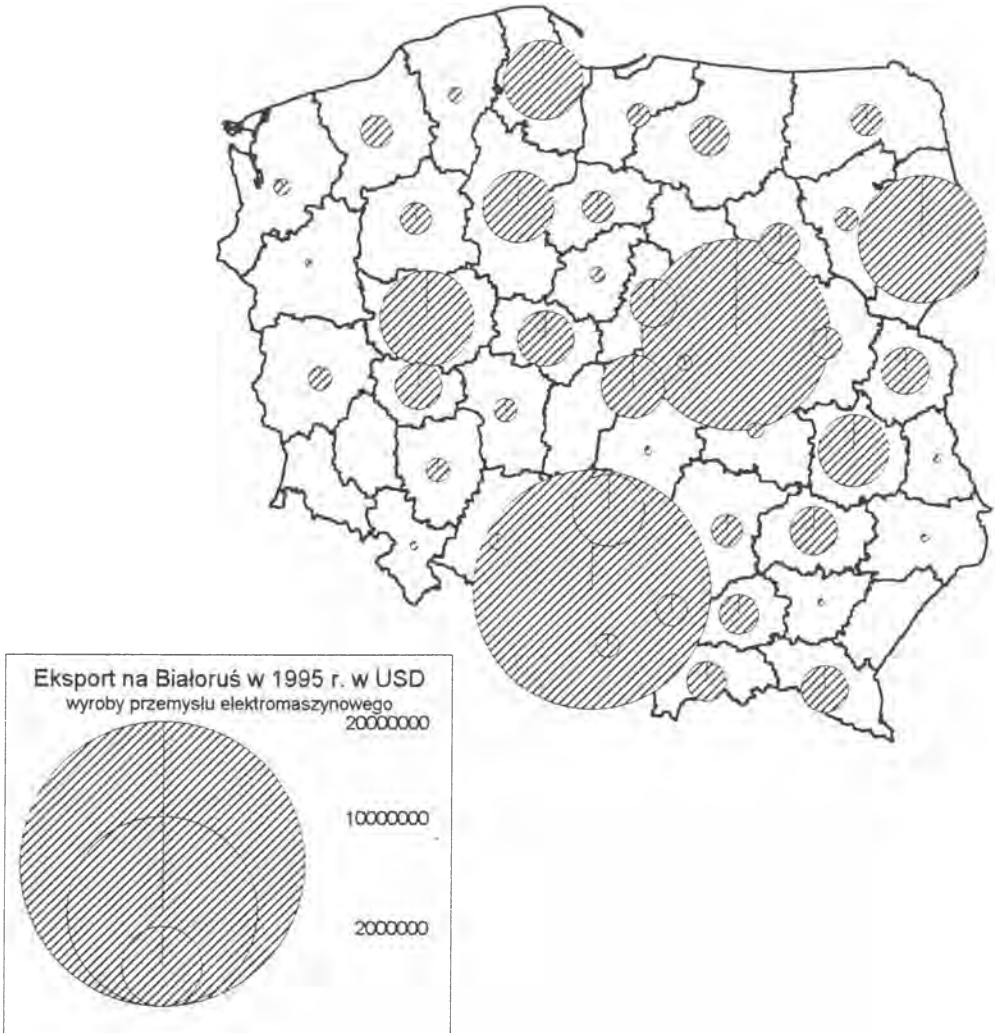 Eksport na Białoruś w 1995 r. w USD
wyroby przemysłu elektromaszynowego
20000000
10000000
2000000